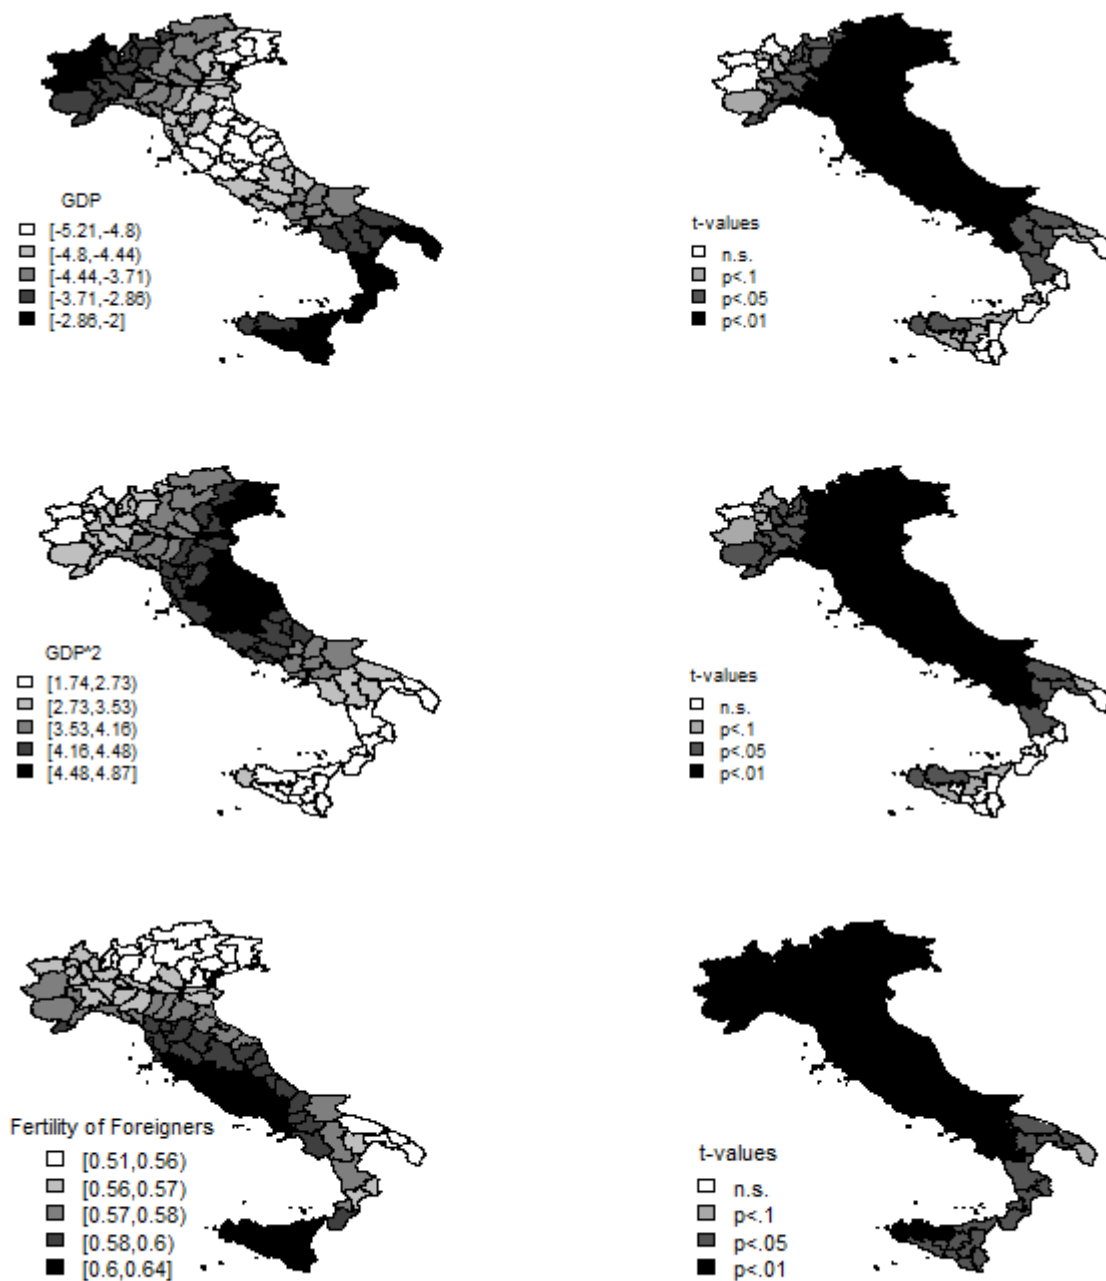 GDP
[-5.21,-4.8)
[-4.8,-4.44)
[-4.44,-3.71)
[-3.71,-2.86)
[-2.86,-2]
t-values
n.s.
p<.1
p<.05
p<.01
GDP^2
[1.74,2.73)
[2.73,3.53)
[3.53,4.16)
[4.16,4.48)
[4.48,4.87]
t-values
n.s.
p<.1
p<.05
p<.01
Fertility of Foreigners
[0.51,0.56)
[0.56,0.57)
[0.57,0.58)
[0.58,0.6)
[0.6,0.64]
t-values
n.s.
p<.1
p<.05
p<.01